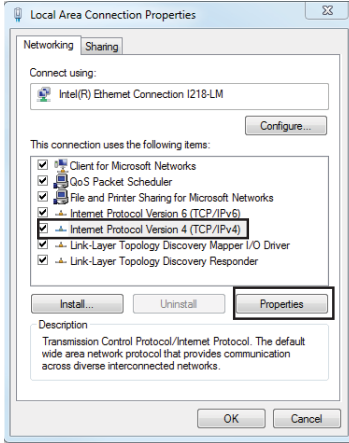 Local Area Connection Properties
Networking
Sharing
Connect using:
Intel(R) Ethernet Connection I218-LM
Configure...
This connection uses the following items:
Client for Microsoft Networks
QoS Packet Scheduler
File and Printer Sharing for Microsoft Networks
Internet Protocol Version 6 (TCP/IPv6)
Internet Protocol Version 4 (TCP/IPv4)
Link-Layer Topology Discovery Mapper I/O Driver
Link-Layer Topology Discovery Responder
Install...
Uninstall
Properties
Description
Transmission Control Protocol/Internet Protocol. The default
wide area network protocol that provides communication
across diverse interconnected networks.
OK
Cancel